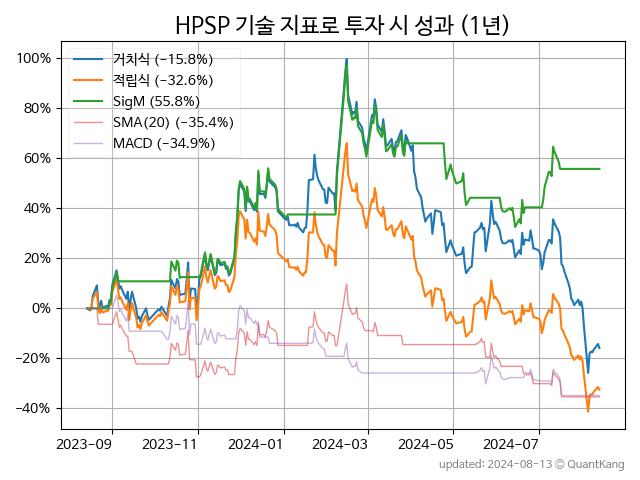 HPSP 기술 지표로 투자 시 성과 (1년)
거치식 (−15.8%)
적립식 (−32.6%)
SigM (55.8%)
SMA(20) (−35.4%)
MACD (−34.9%)
100%
80%
60%
40%
20%
0%
−20%
−40%
2023-09 2023-11 2024-01 2024-03 2024-05 2024-07
updated: 2024-08-13 © QuantKang